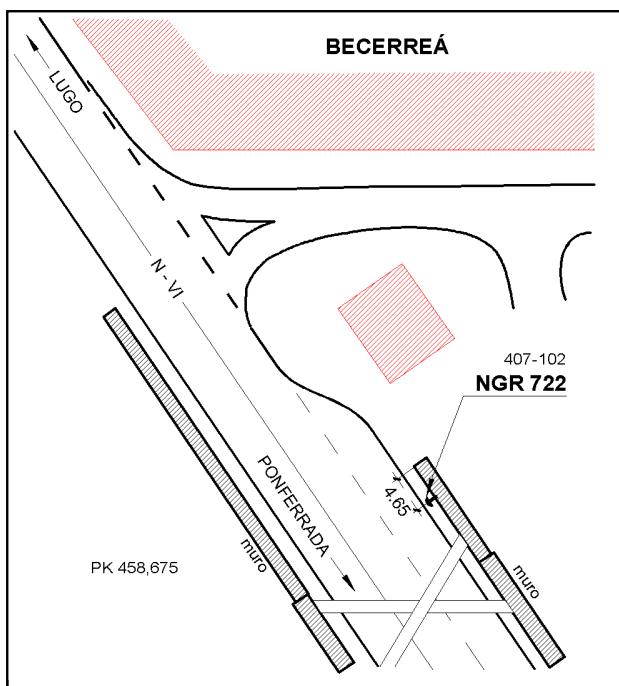 BECERREÁ
LUGO
N - VI
407-102
NGR 722
4.65
PONFERRADA
muro
muro
PK 458,675